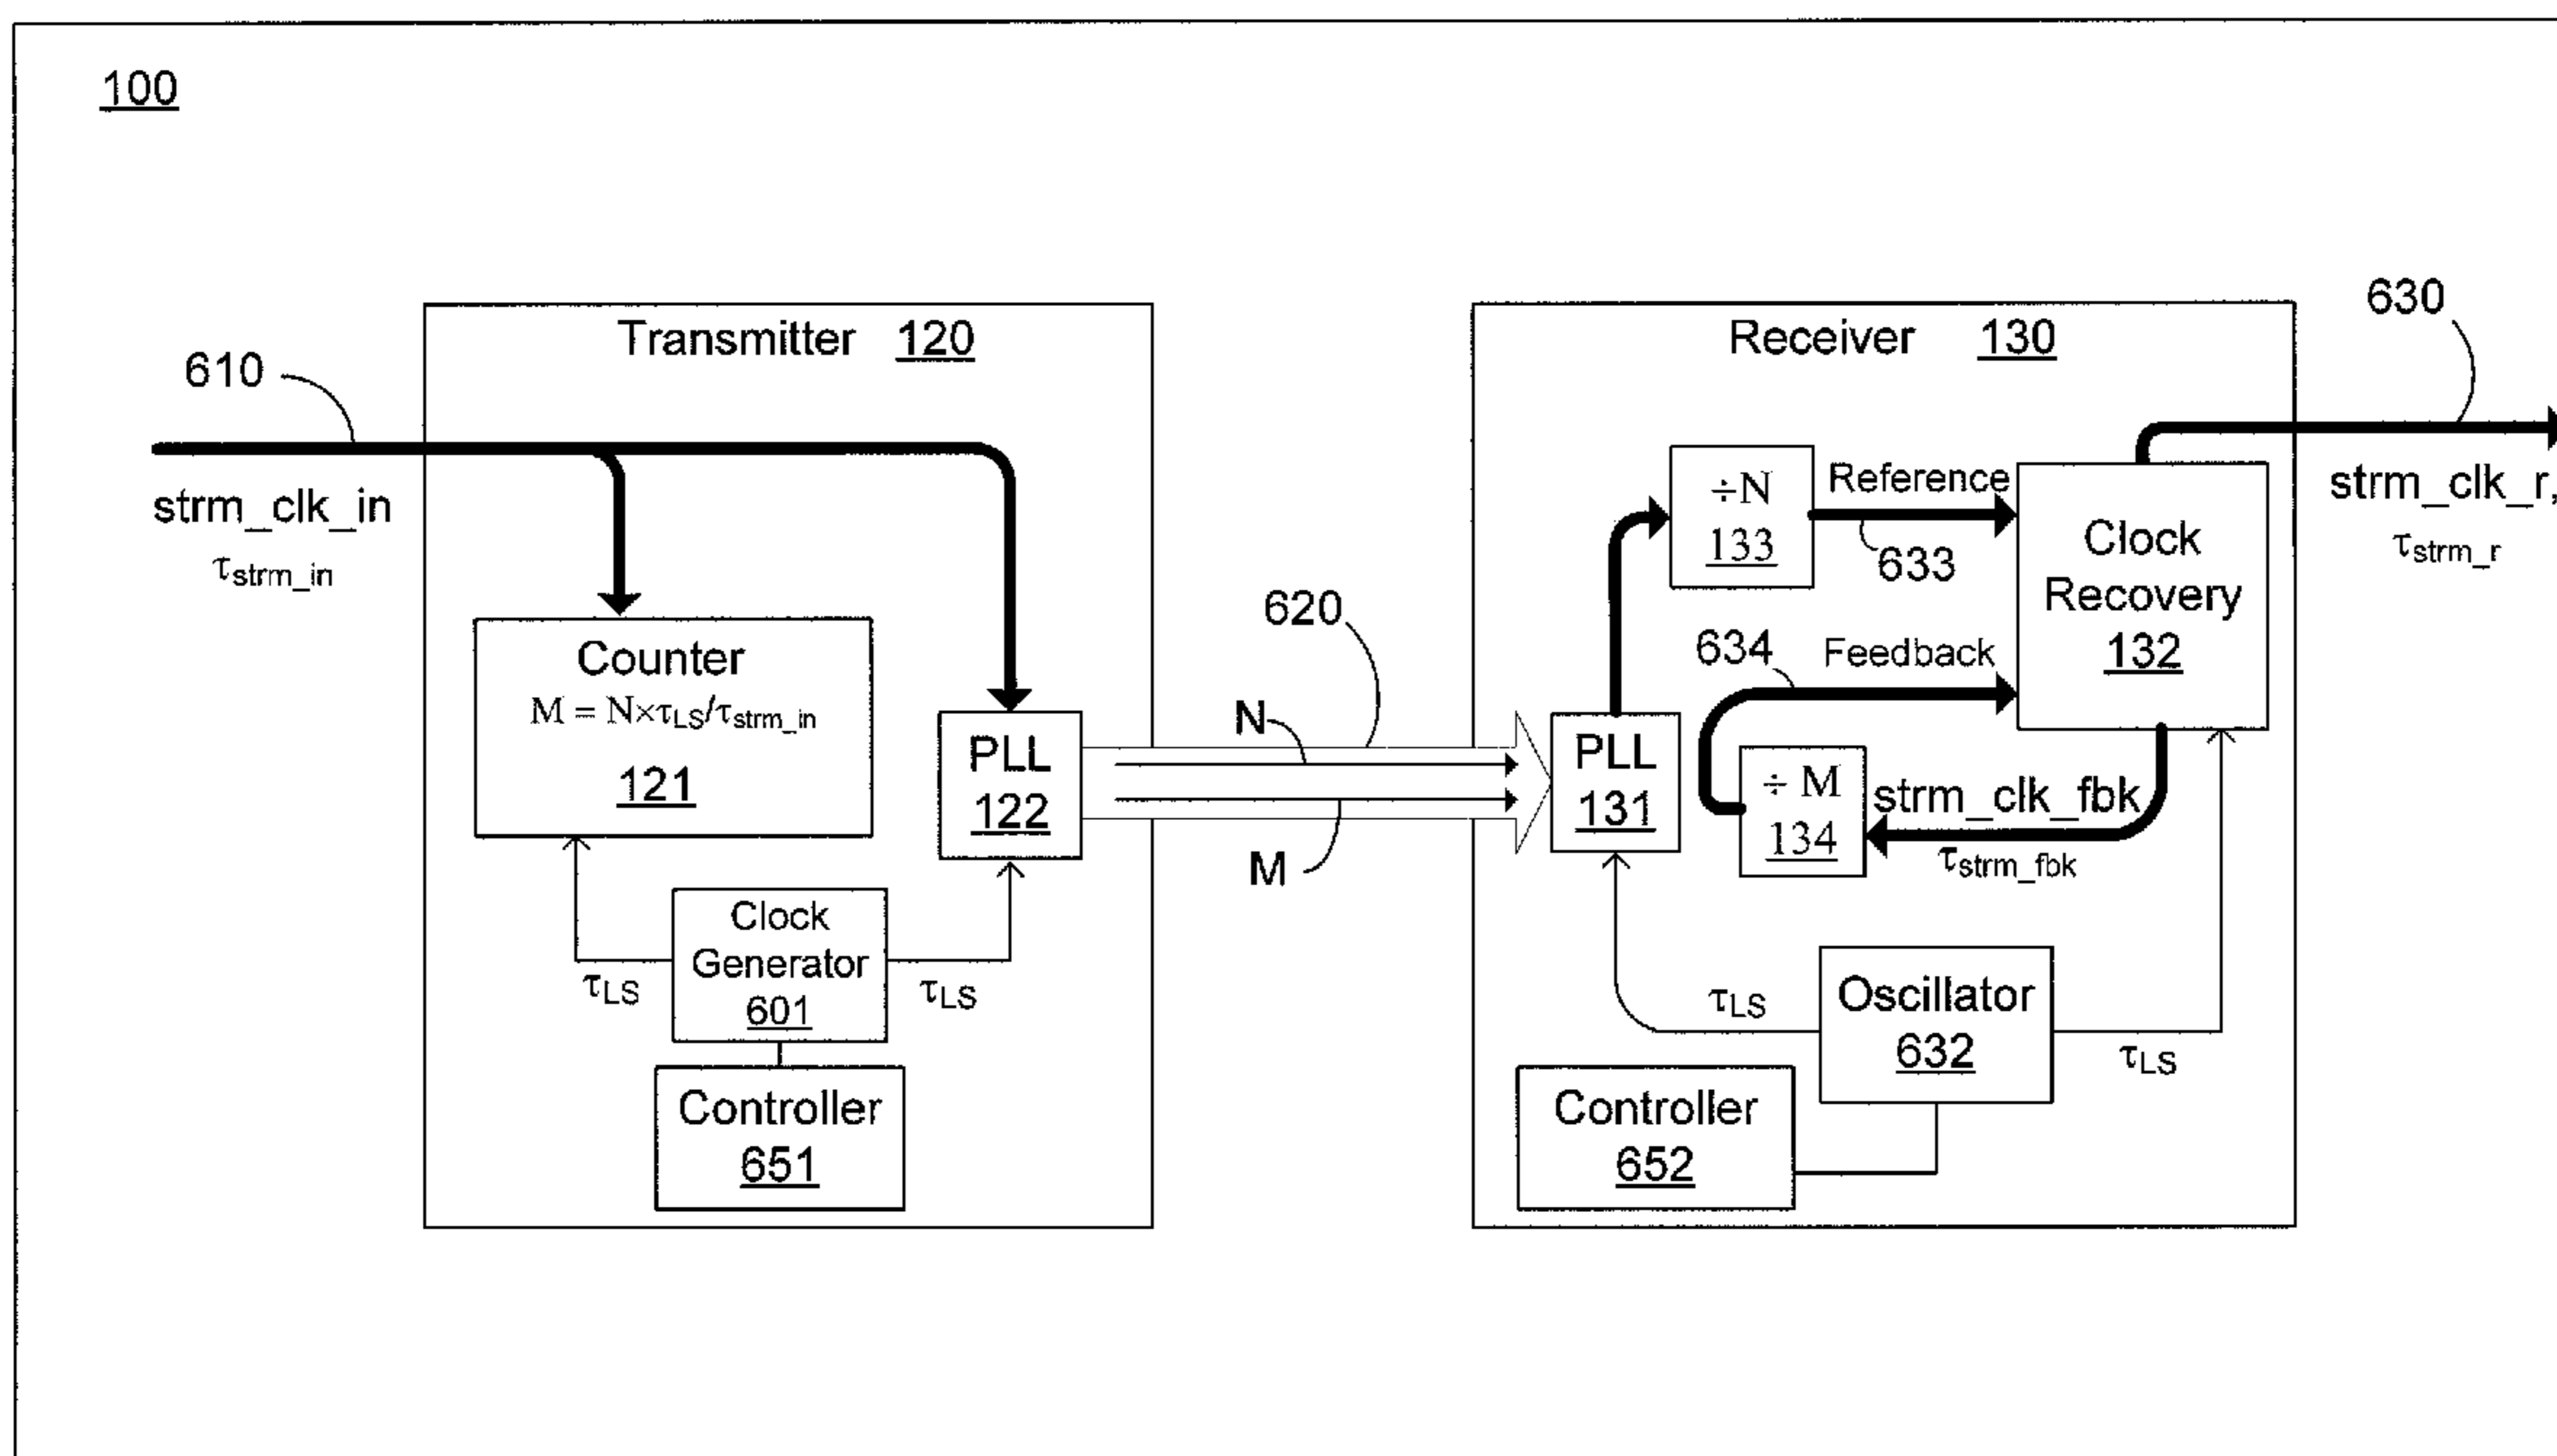 100
Transmitter 120
Receiver 130
610
strm_clk_in
τstrm_in
Counter
M = N×τLS/τstrm_in
121
PLL
122
Clock
Generator
601
τLS
τLS
Controller
651
620
N
M
PLL
131
÷N
133
Reference
633
634
Feedback
Clock
Recovery
132
÷ M
134
strm_clk_fbk
τstrm_fbk
Oscillator
632
τLS
τLS
Controller
652
630
strm_clk_r,
τstrm_r